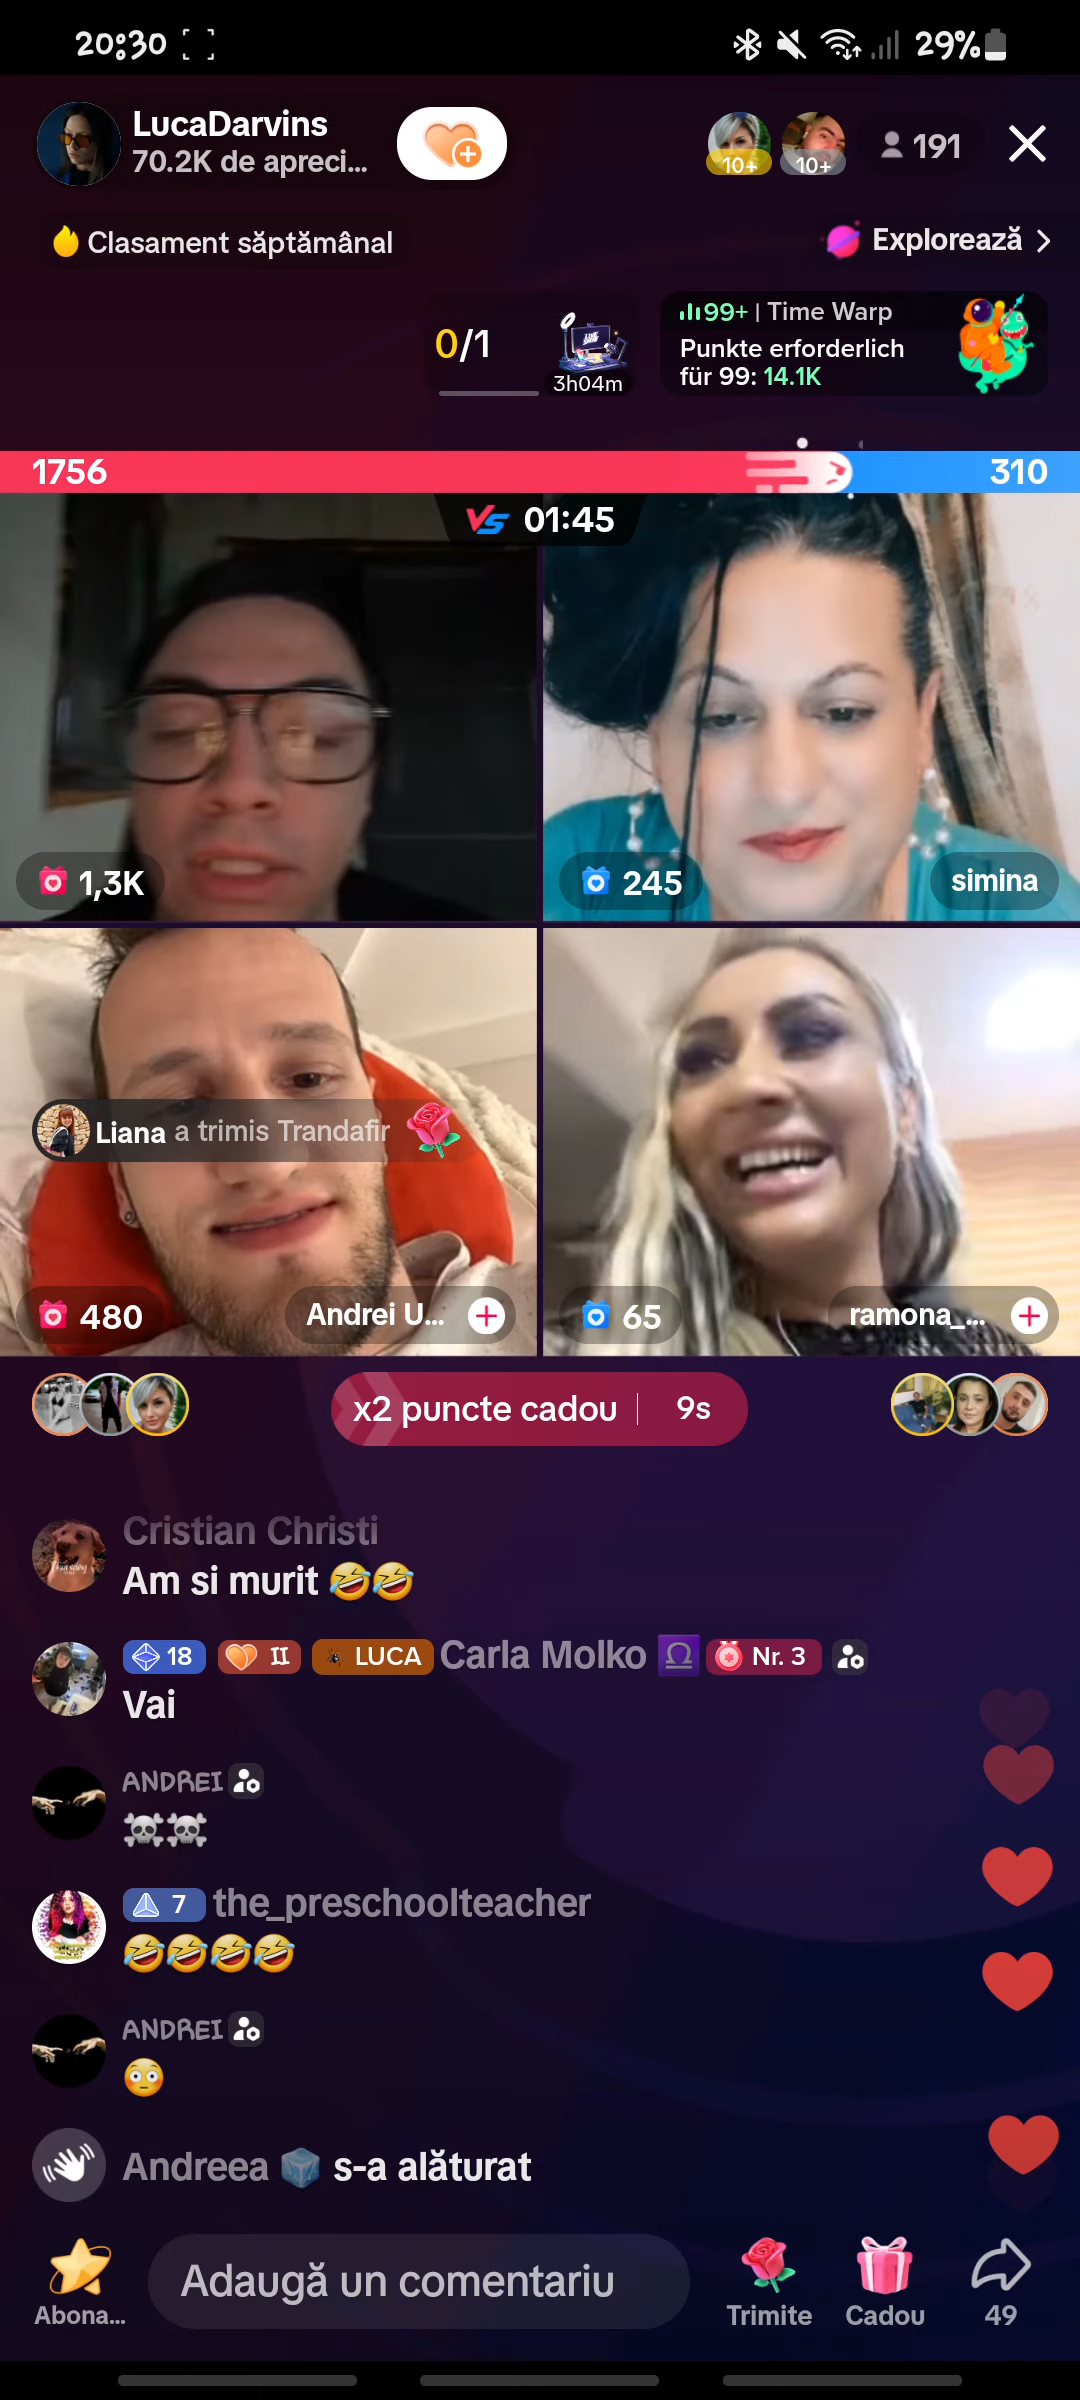 20:30
29%
LucaDarvins
70.2K de apreci...
10+
10+
191
Clasament săptămânal
Explorează
0/1
3h04m
99+ | Time Warp
Punkte erforderlich
für 99: 14.1K
1756
310
VS 01:45
1,3K
245
simina
Liana a trimis Trandafir
480
Andrei U...
65
ramona_...
x2 puncte cadou | 9s
Cristian Christi
Am si murit 🤣🤣
18 II LUCA Carla Molko ♎ Nr. 3
Vai
ANDREI
☠️☠️
7 the_preschoolteacher
🤣🤣🤣🤣
ANDREI
😳
Andreea 🧊 s-a alăturat
Abona...
Adaugă un comentariu
Trimite
Cadou
49